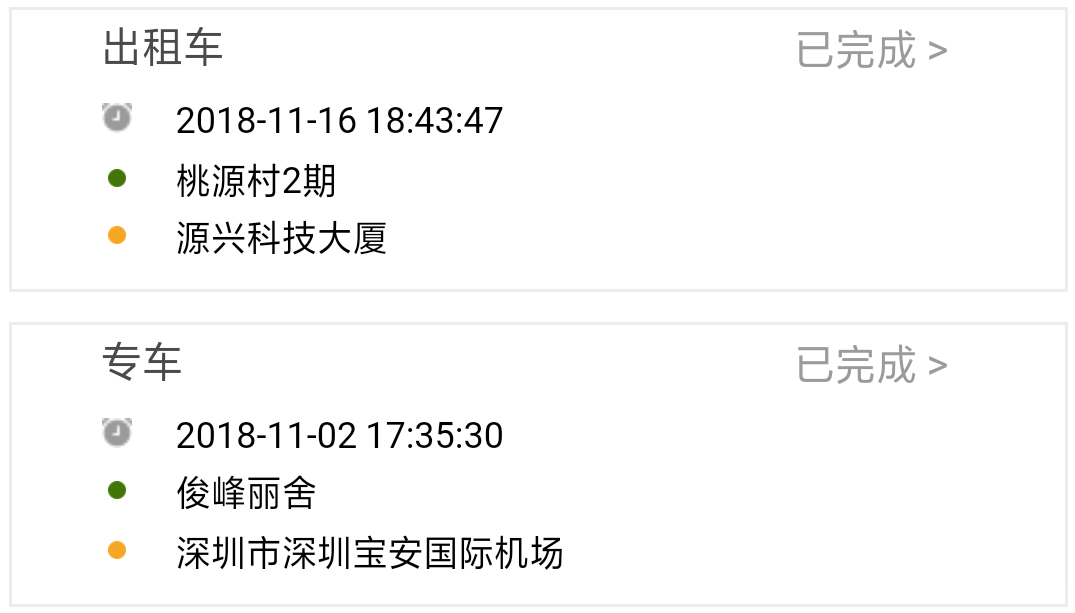 出租车 已完成 >
2018-11-16 18:43:47
桃源村2期
源兴科技大厦
专车 已完成 >
2018-11-02 17:35:30
俊峰丽舍
深圳市深圳宝安国际机场